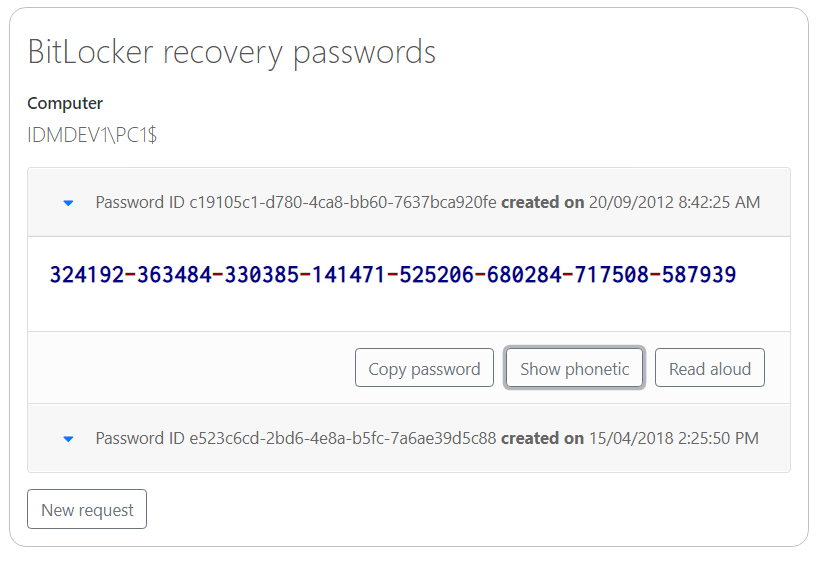 BitLocker recovery passwords
Computer
IDMDEV1\PC1$
Password ID c19105c1-d780-4ca8-bb60-7637bca920fe created on 20/09/2012 8:42:25 AM
324192-363484-330385-141471-525206-680284-717508-587939
Copy password Show phonetic Read aloud
Password ID e523c6cd-2bd6-4e8a-b5fc-7a6ae39d5c88 created on 15/04/2018 2:25:50 PM
New request